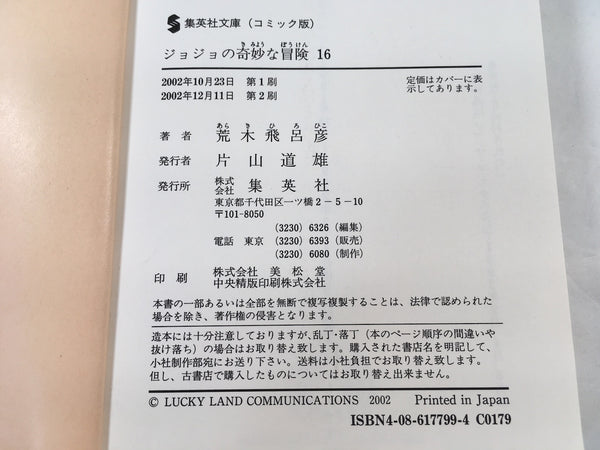 集英社文庫(コミック版)
ジョジョの奇妙な冒険 16
きみょう ぼうけん
2002年10月23日 第1刷
2002年12月11日 第2刷
定価はカバーに表
示してあります。
あら き ひ ろ ひこ
著者 荒木飛呂彦
発行者 片山道雄
発行所 株式会社 集英社
東京都千代田区一ツ橋2-5-10
〒101-8050
(3230)6326(編集)
電話 東京 (3230)6393(販売)
(3230)6080(制作)
印刷 株式会社 美松堂
中央精版印刷株式会社
本書の一部あるいは全部を無断で複写複製することは、法律で認められた
場合を除き、著作権の侵害となります。
造本には十分注意しておりますが、乱丁・落丁(本のページ順序の間違いや
抜け落ち)の場合はお取り替え致します。購入された書店名を明記して、
小社制作部宛にお送り下さい。送料は小社負担でお取り替え致します。
但し、古書店で購入したものについてはお取り替え出来ません。
© LUCKY LAND COMMUNICATIONS 2002 Printed in Japan
ISBN4-08-617799-4 C0179